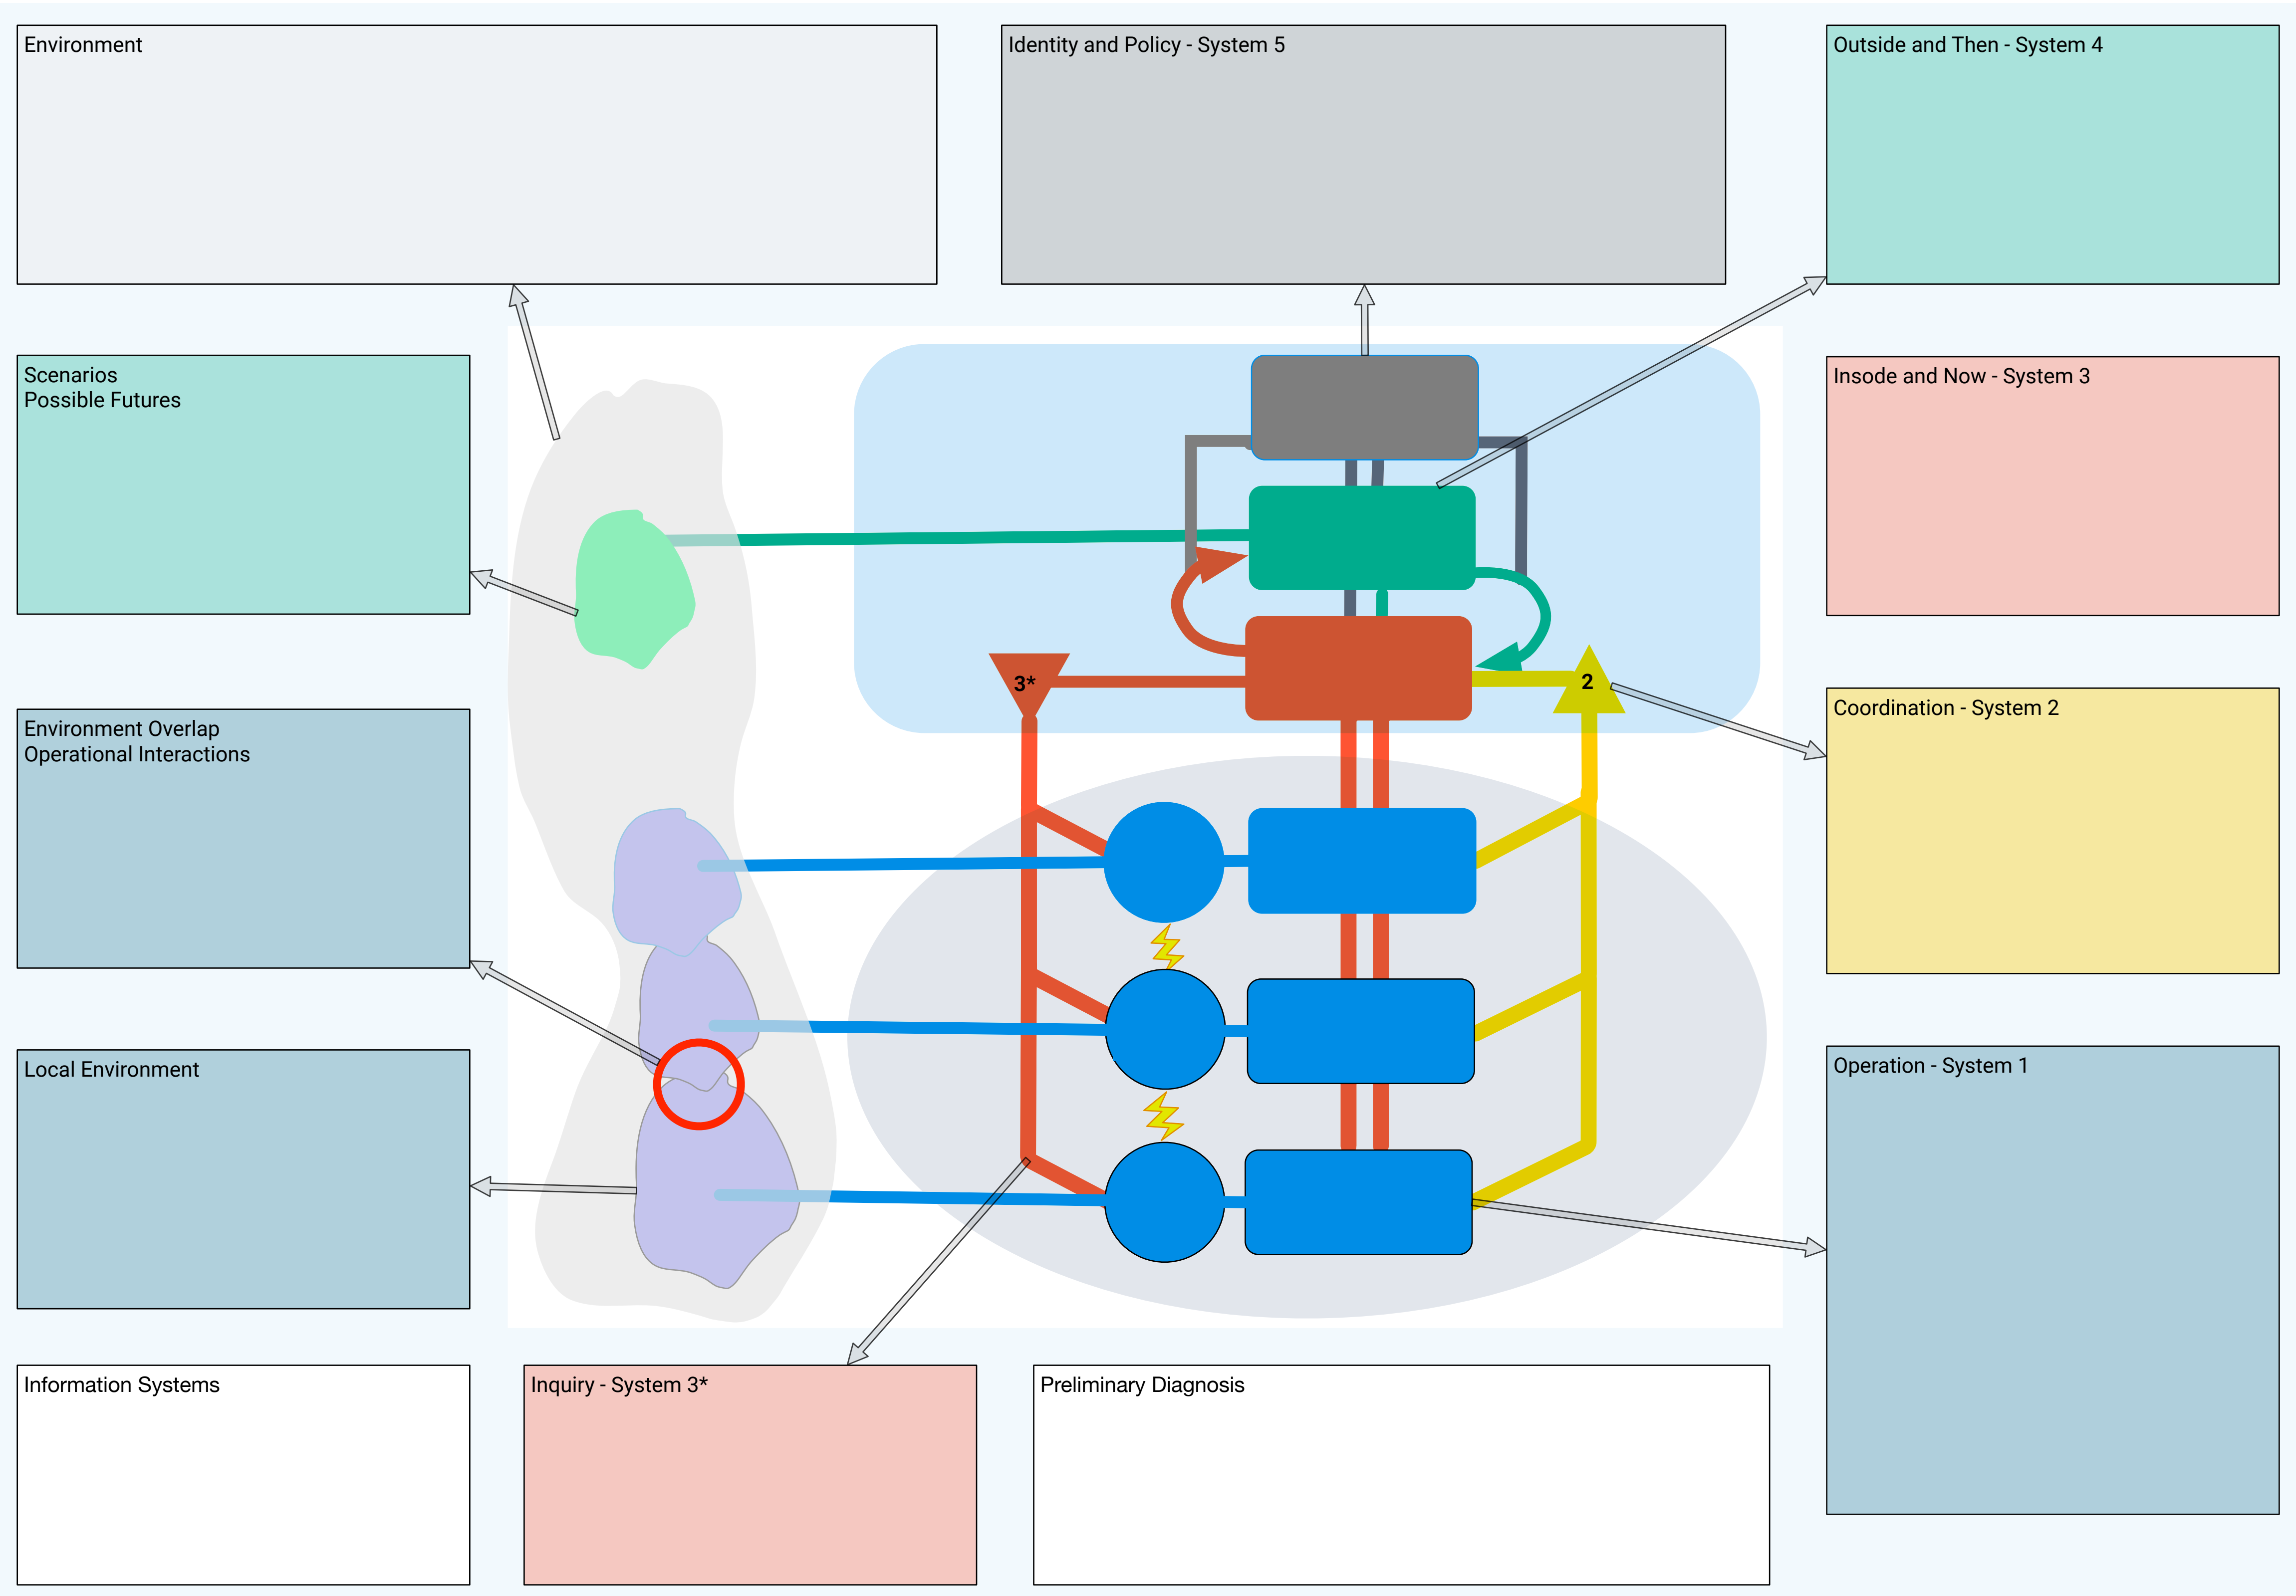 Environment
Identity and Policy - System 5
Outside and Then - System 4
Scenarios
Possible Futures
Insode and Now - System 3
3*
2
Environment Overlap
Operational Interactions
Coordination - System 2
Local Environment
Operation - System 1
Information Systems
Inquiry - System 3*
Preliminary Diagnosis